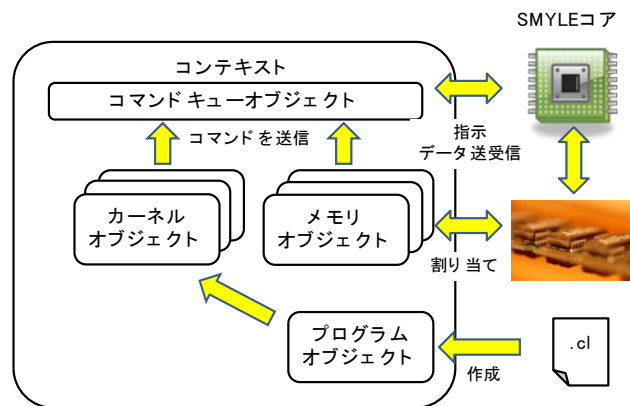 SMYLEコア
コンテキスト
コマンドキューオブジェクト
コマンドを送信
指示
データ送受信
カーネル
オブジェクト
メモリ
オブジェクト
割り当て
プログラム
オブジェクト
.cl
作成